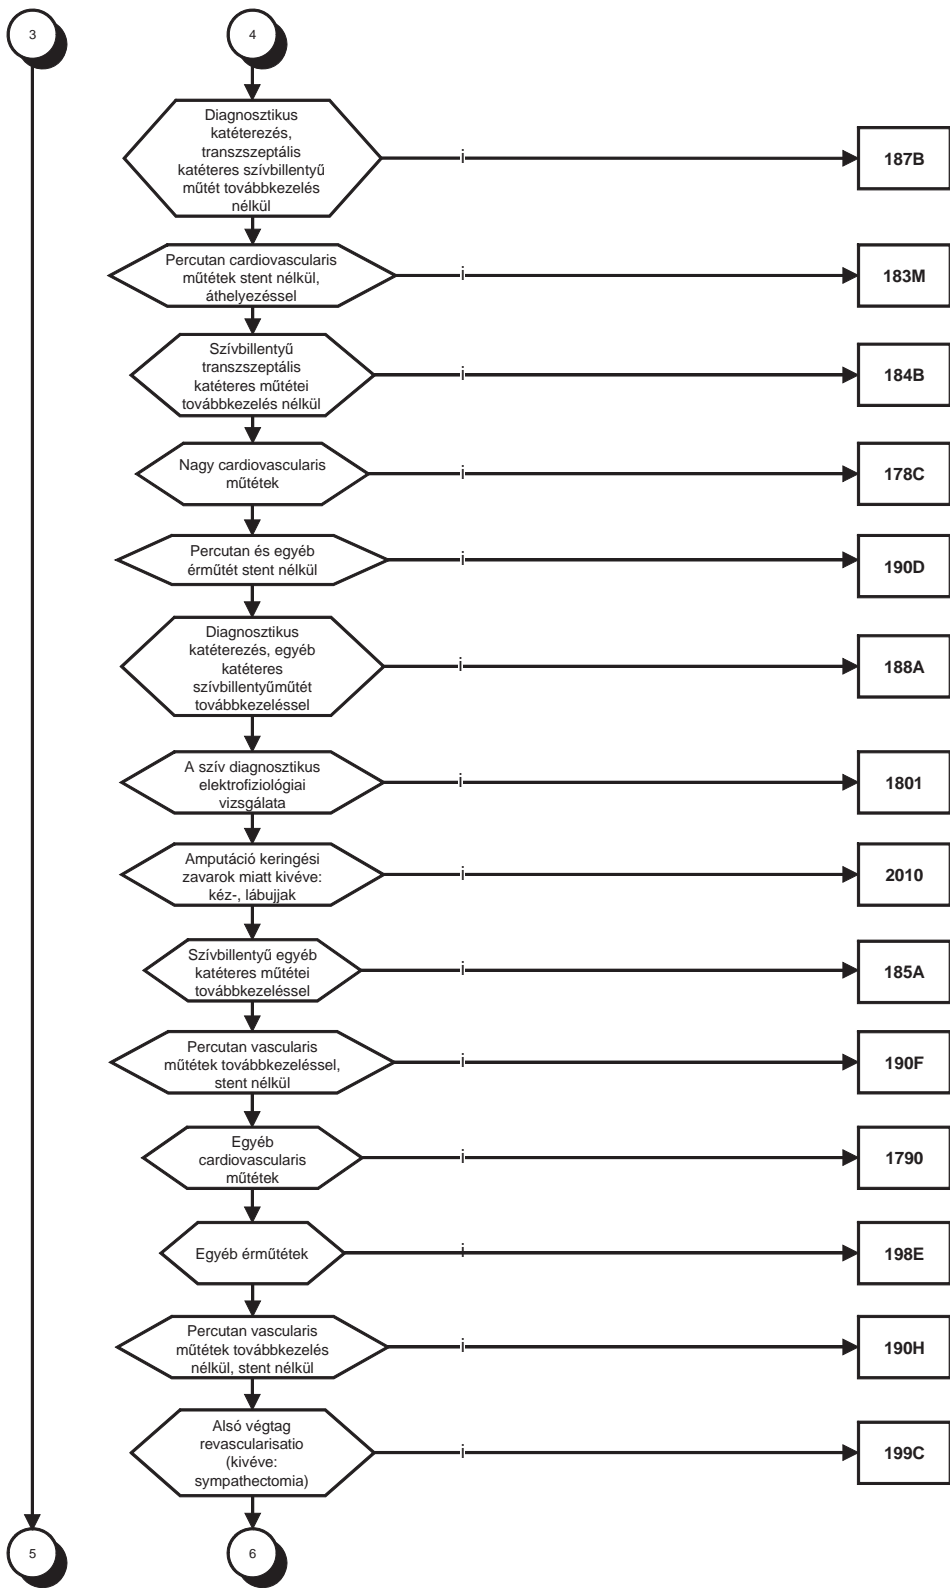 3
4
Diagnosztikus
katéterezés,
transzszeptális
katéteres szívbillentyű
műtét továbbkezelés
nélkül
i
187B
Percutan cardiovascularis
műtétek stent nélkül,
áthelyezéssel
i
183M
Szívbillentyű
transzszeptális
katéteres műtétei
továbbkezelés nélkül
i
184B
Nagy cardiovascularis
műtétek
i
178C
Percutan és egyéb
érműtét stent nélkül
i
190D
Diagnosztikus
katéterezés, egyéb
katéteres
szívbillentyűműtét
továbbkezeléssel
i
188A
A szív diagnosztikus
elektrofiziológiai
vizsgálata
i
1801
Amputáció keringési
zavarok miatt kivéve:
kéz-, lábujjak
i
2010
Szívbillentyű egyéb
katéteres műtétei
továbbkezeléssel
i
185A
Percutan vascularis
műtétek továbbkezeléssel,
stent nélkül
i
190F
Egyéb
cardiovascularis
műtétek
i
1790
Egyéb érműtétek
i
198E
Percutan vascularis
műtétek továbbkezelés
nélkül, stent nélkül
i
190H
Alsó végtag
revascularisatio
(kivéve:
sympathectomia)
i
199C
5
6